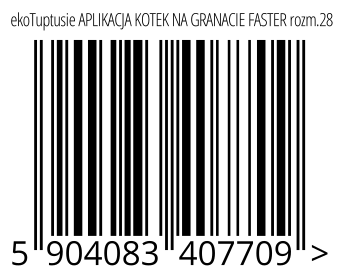 ekoTuptusie APLIKACJA KOTEK NA GRANACIE FASTER rozm.28
5 904083 407709 >